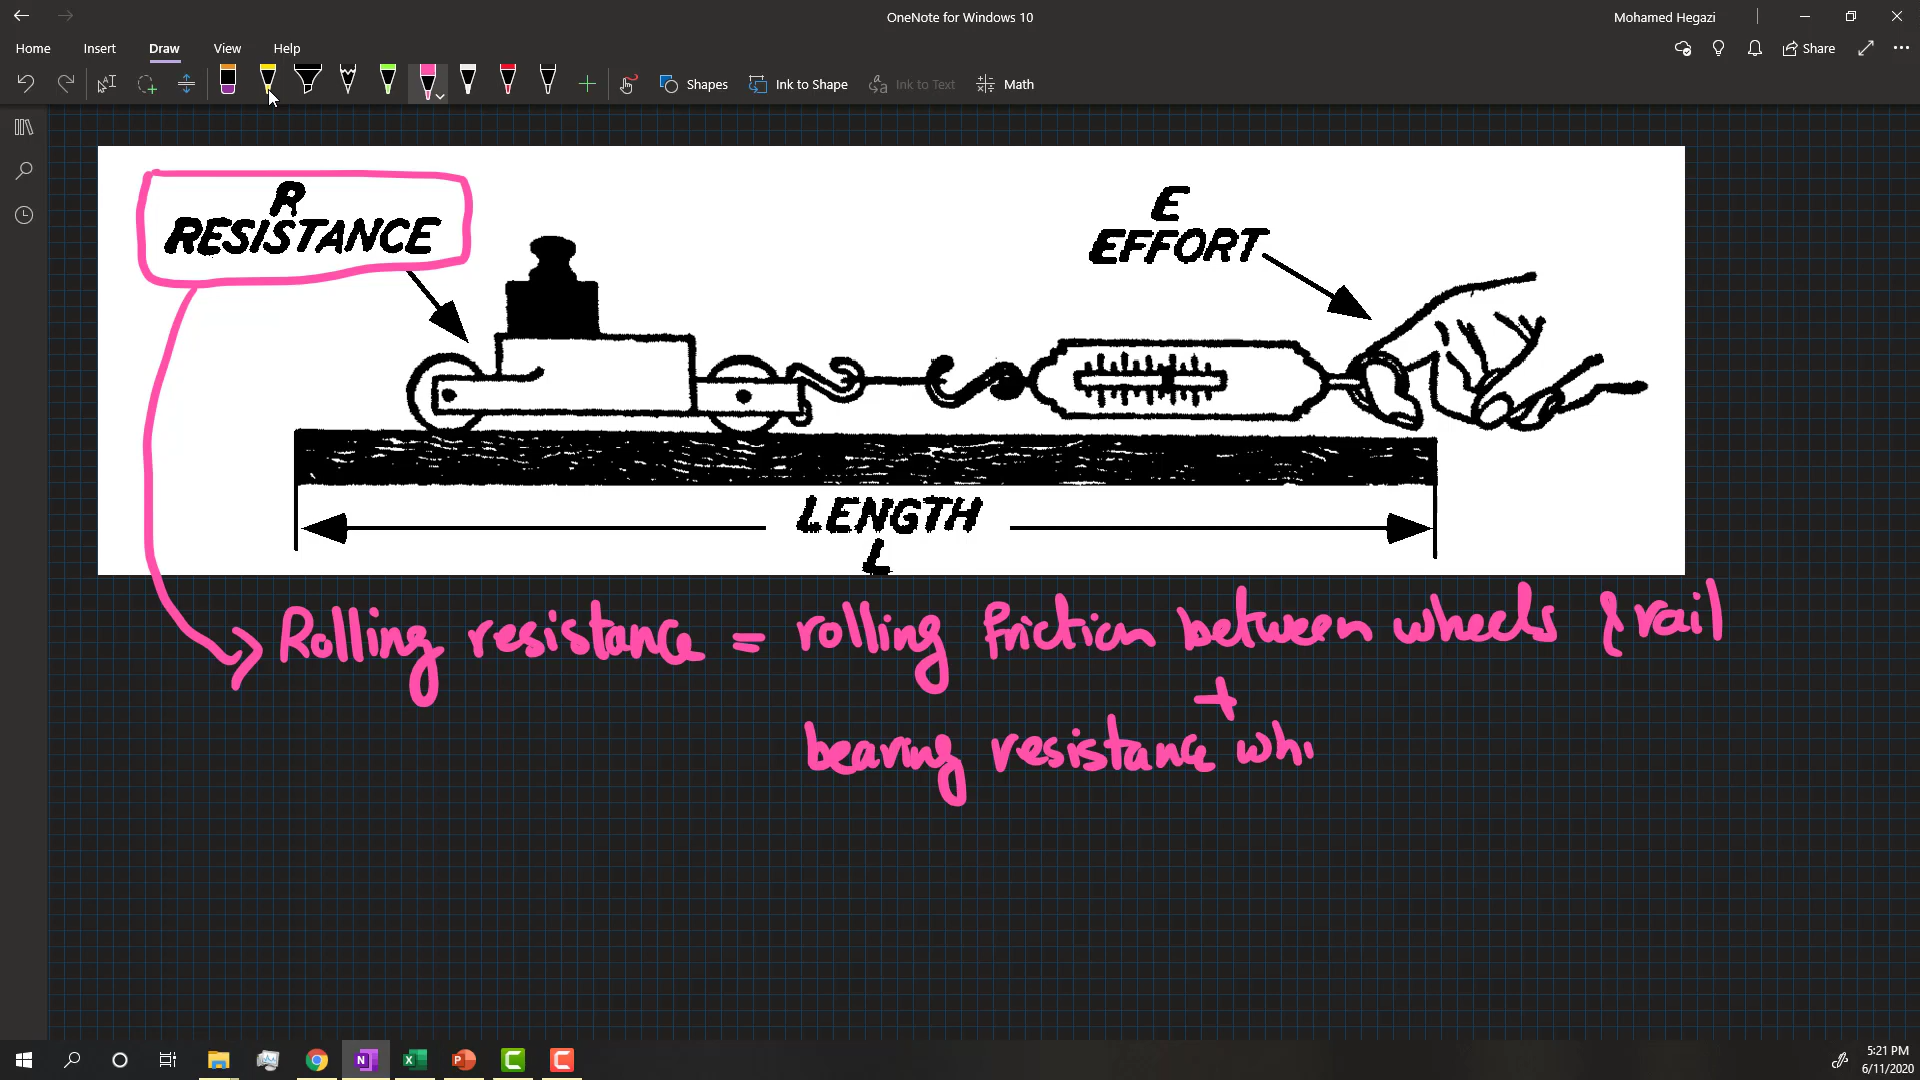 OneNote for Windows 10
Mohamed Hegazi
Home Insert Draw View Help
Share
Shapes Ink to Shape Ink to Text Math
R
RESISTANCE
E
EFFORT
LENGTH
L
Rolling resistance = rolling friction between wheels & rail
+
bearing resistance whi
5:21 PM
6/11/2020